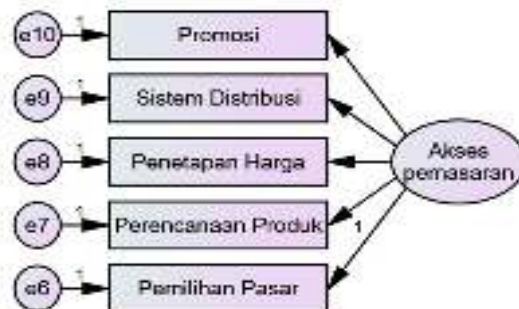 e10 1 Promosi
e9 1 Sistem Distribusi
e8 1 Penetapan Harga
Akses
pemasaran
e7 1 Perencanaan Produk 1
e6 1 Pemilihan Pasar